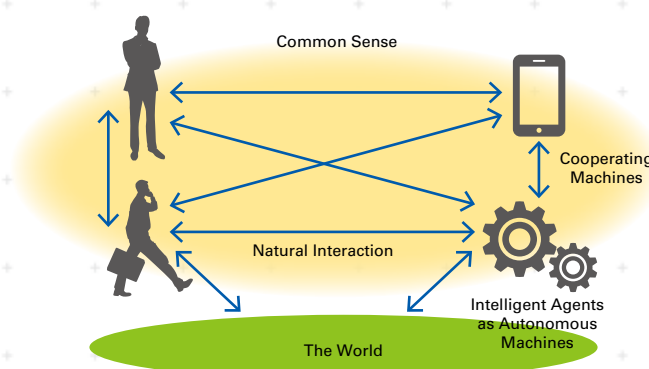 Common Sense
Cooperating
Machines
Natural Interaction
Intelligent Agents
as Autonomous
Machines
The World